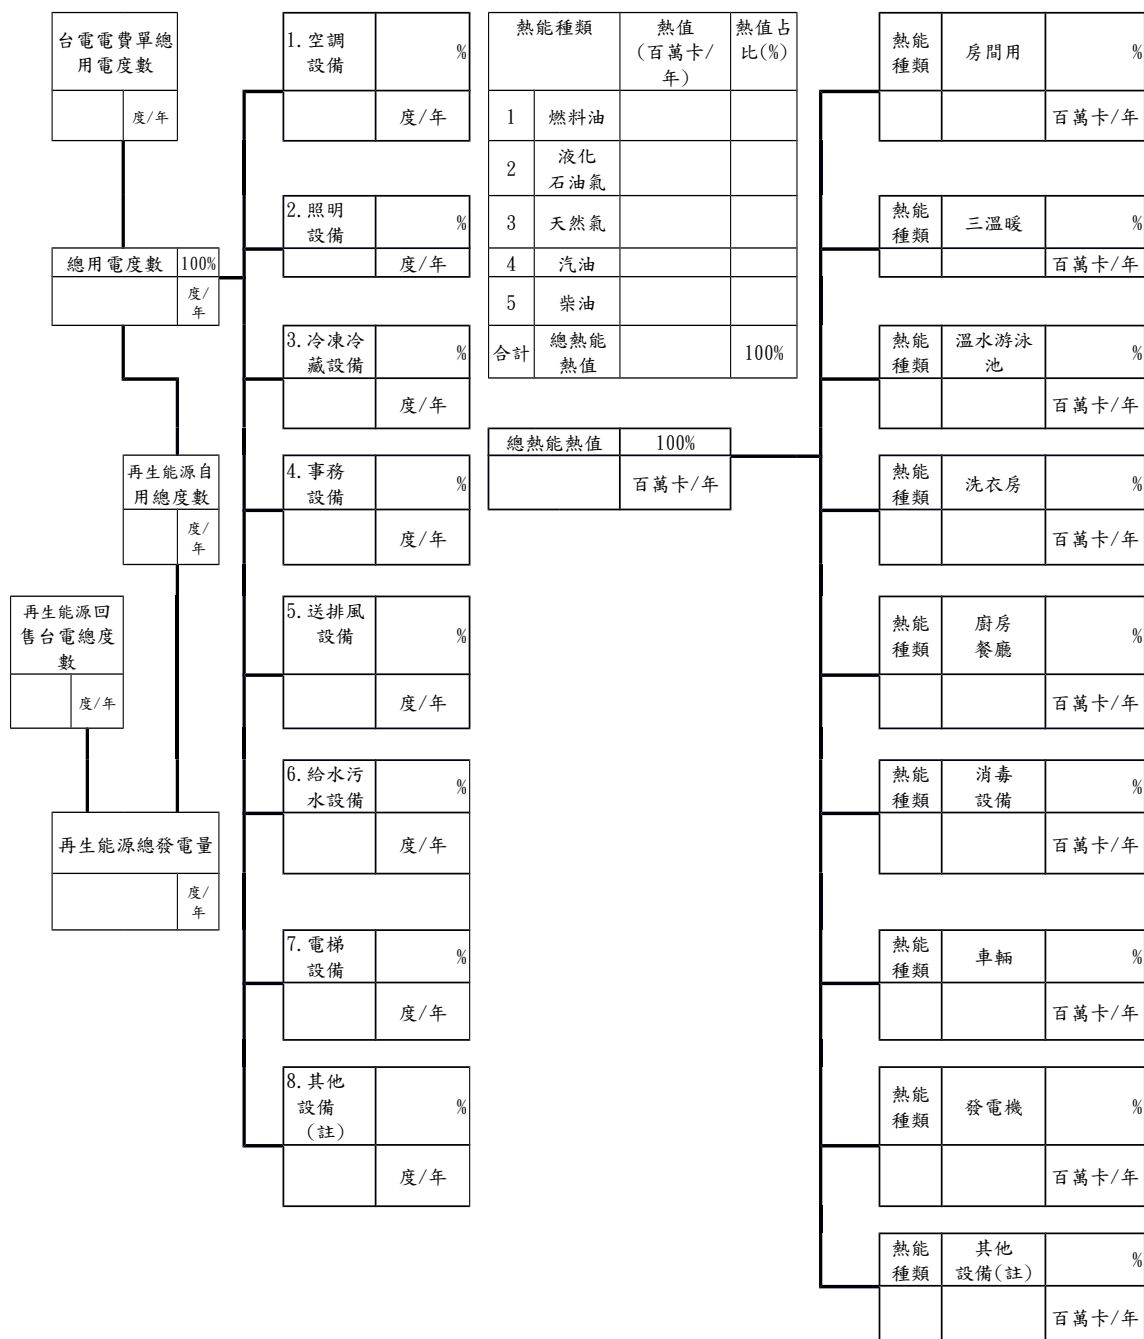 台電電費單總
用電度數
度/年
總用電度數 100%
度/
年
再生能源自
用總度數
度/
年
再生能源回
售台電總度
數
度/年
再生能源總發電量
度/
年
1.空調
設備
%
度/年
2.照明
設備
%
度/年
3.冷凍冷
藏設備
%
度/年
4.事務
設備
%
度/年
5.送排風
設備
%
度/年
6.給水污
水設備
%
度/年
7.電梯
設備
%
度/年
8.其他
設備
(註)
%
度/年
熱能種類
熱值
(百萬卡/
年)
熱值占
比(%)
1 燃料油
2 液化
石油氣
3 天然氣
4 汽油
5 柴油
合計 總熱能
熱值
100%
總熱能熱值 100%
百萬卡/年
熱能
種類
房間用
%
百萬卡/年
熱能
種類
三溫暖
%
百萬卡/年
熱能
種類
溫水游泳
池
%
百萬卡/年
熱能
種類
洗衣房
%
百萬卡/年
熱能
種類
廚房
餐廳
%
百萬卡/年
熱能
種類
消毒
設備
%
百萬卡/年
熱能
種類
車輛
%
百萬卡/年
熱能
種類
發電機
%
百萬卡/年
熱能
種類
其他
設備(註)
%
百萬卡/年